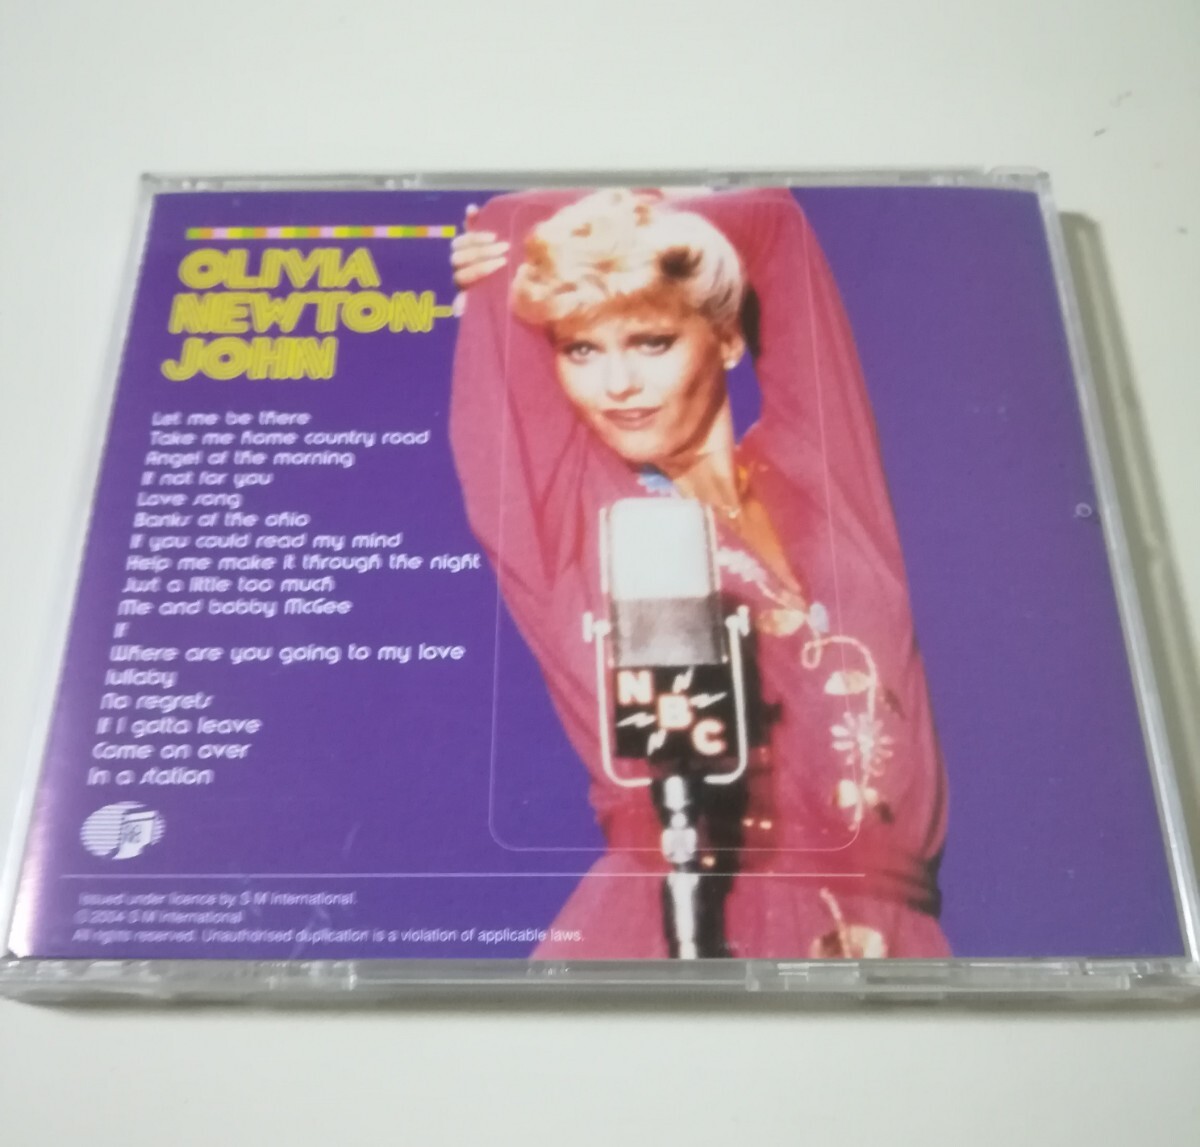 OLIVIA
NEWTON-
JOHN
Let me be there
Take me home country road
Angel of the morning
If not for you
Love song
Banks of the ohio
If you could read my mind
Help me make it through the night
Just a little too much
Me and bobby McGee
If
Where are you going to my love
lullaby
No regrets
If I gotta leave
Come on over
In a station
NBC
Issued under licence by S M International.
© 2004 S M International
All rights reserved. Unauthorised duplication is a violation of applicable laws.